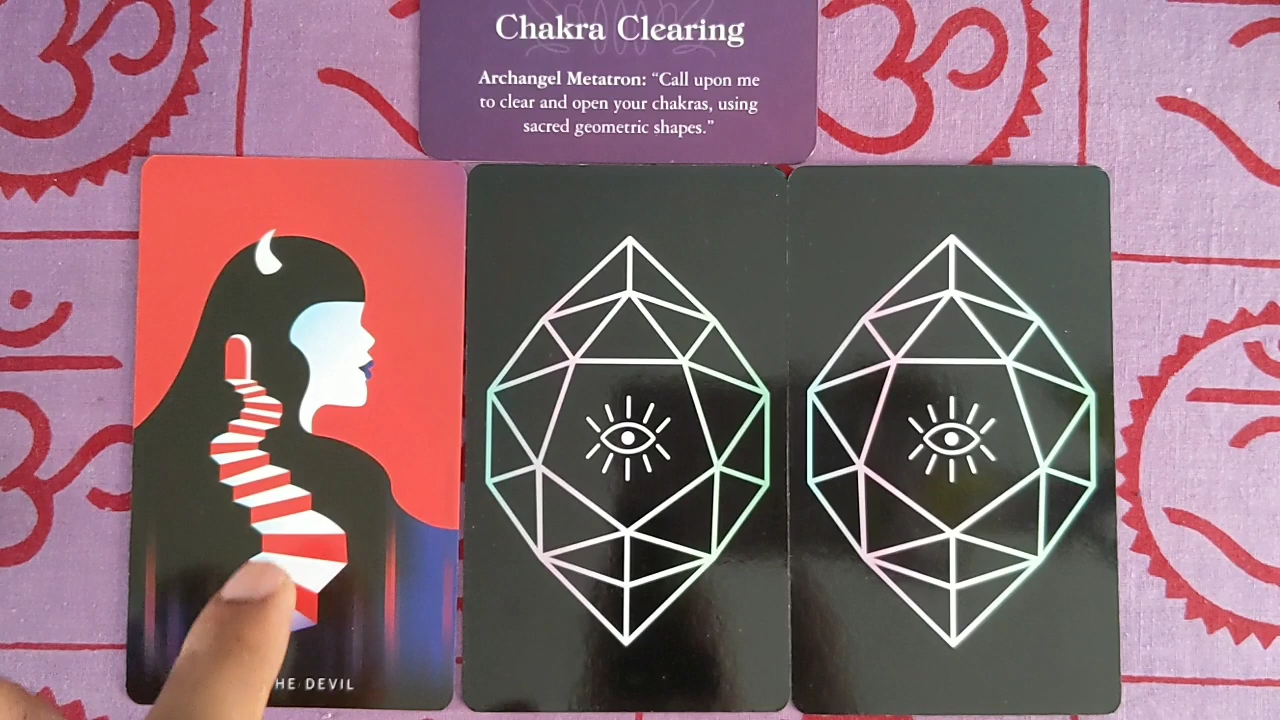 Chakra Clearing
Archangel Metatron: “Call upon me
to clear and open your chakras, using
sacred geometric shapes.”
HE DEVIL